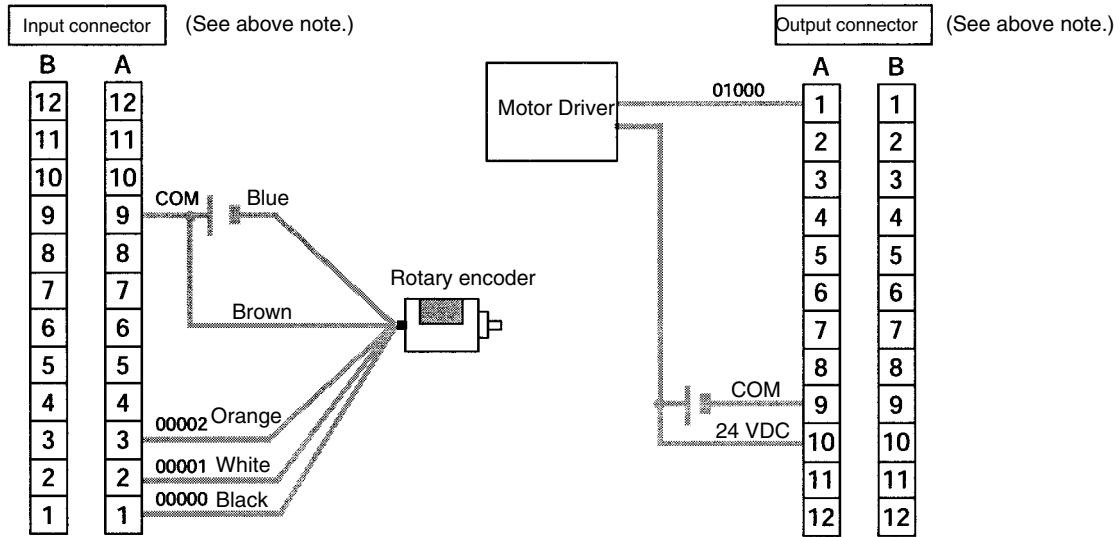 Input connector (See above note.)
B A
12 12
11 11
10 10
9 9
8 8
7 7
6 6
5 5
4 4
3 3
2 2
1 1
COM Blue
Brown
Rotary encoder
00002 Orange
00001 White
00000 Black
Output connector (See above note.)
A B
1 1
2 2
3 3
4 4
5 5
6 6
7 7
8 8
9 9
10 10
11 11
12 12
Motor Driver
01000
COM
24 VDC